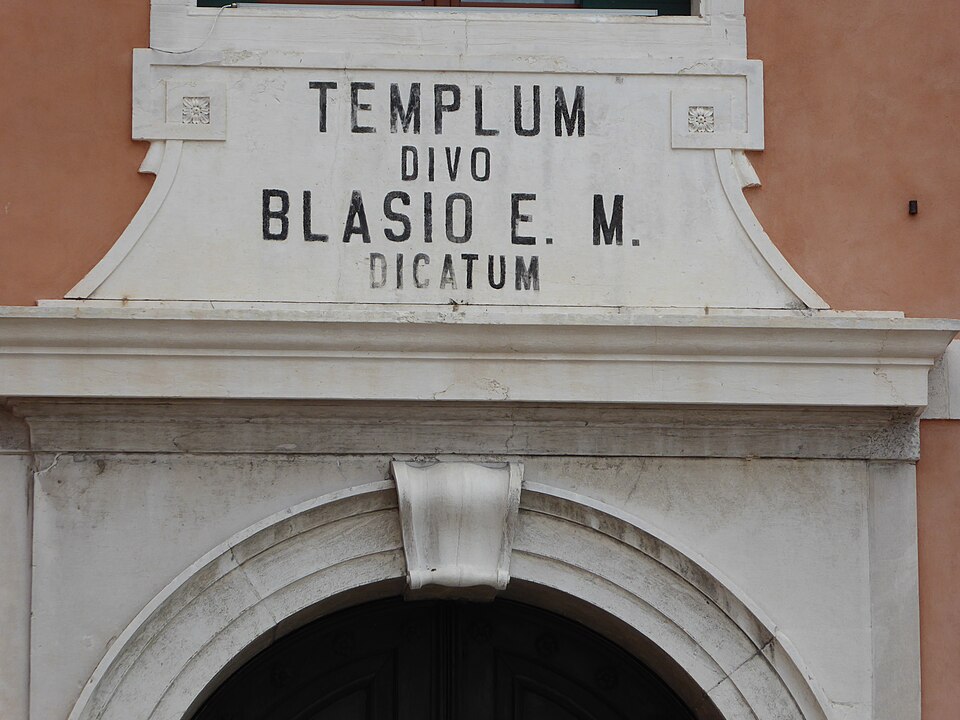 TEMPLUM
DIVO
BLASIO E. M.
DICATUM